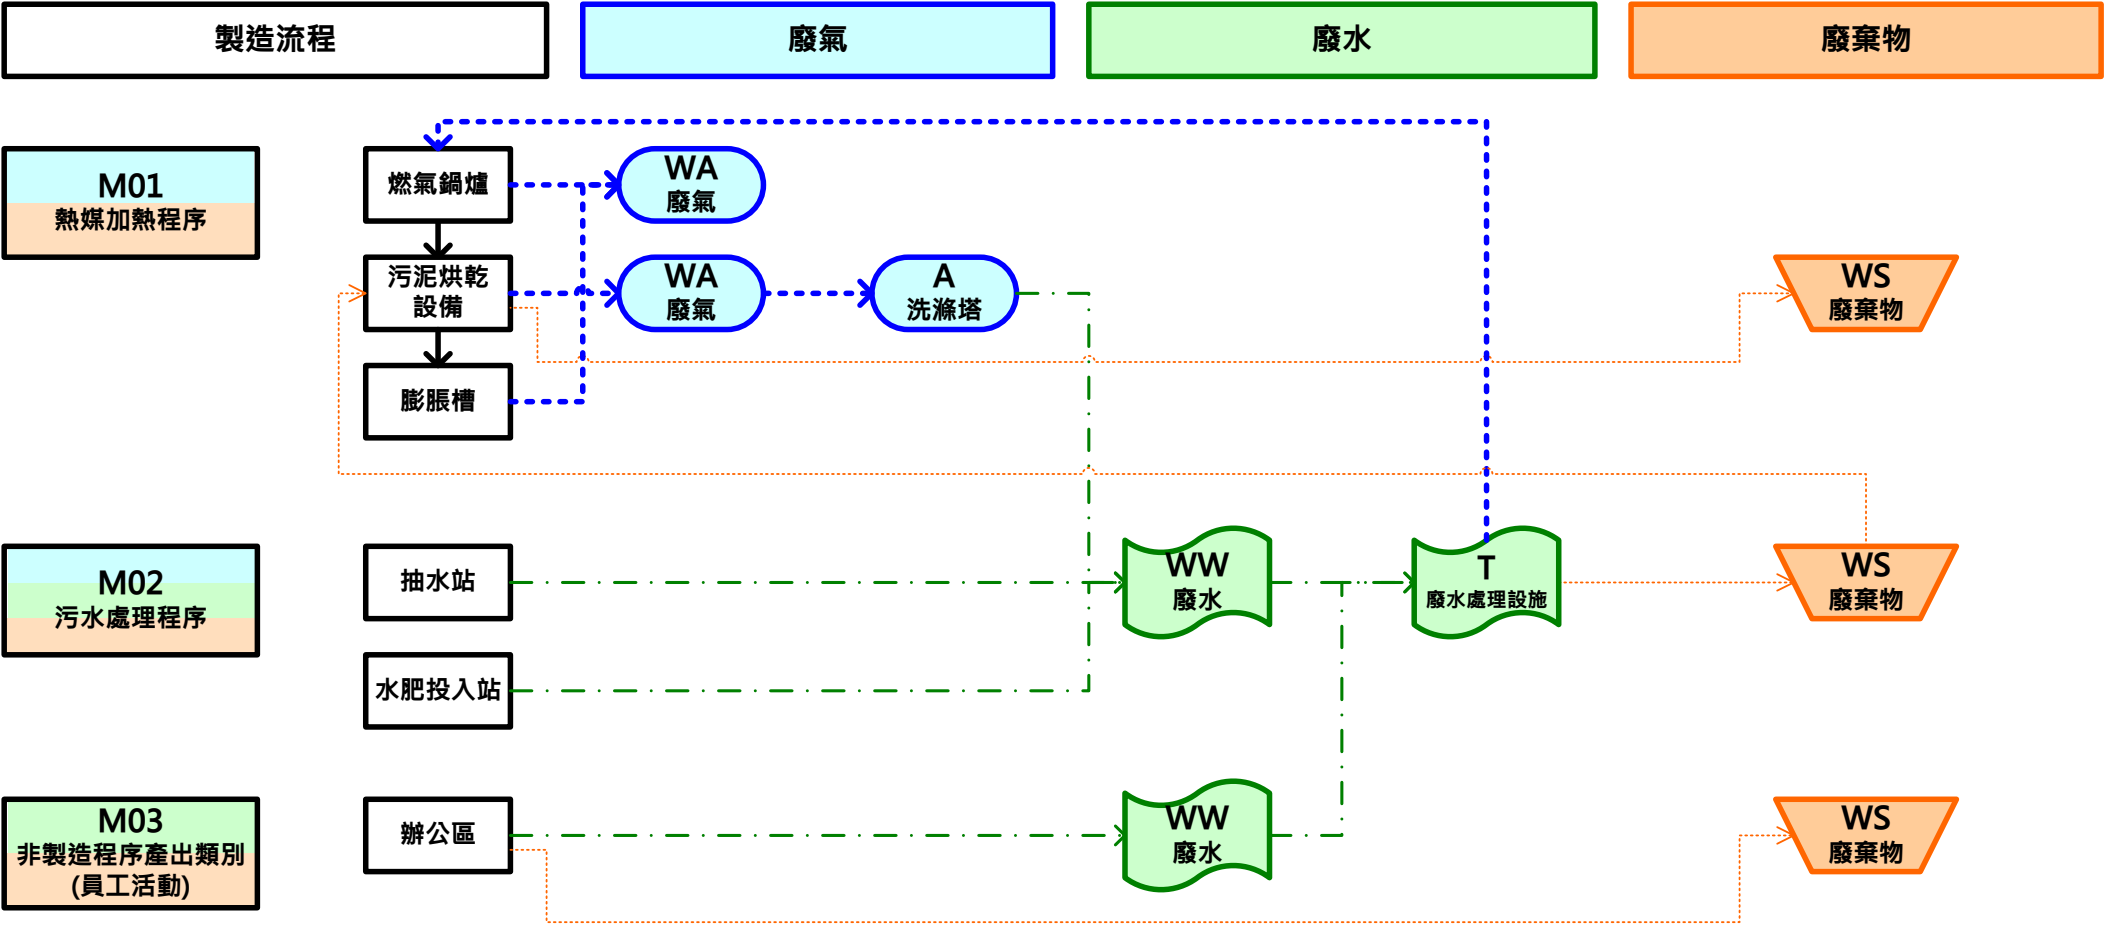 製造流程
廢氣
廢水
廢棄物
M01
熱媒加熱程序
燃氣鍋爐
WA
廢氣
污泥烘乾
設備
WA
廢氣
A
洗滌塔
WS
廢棄物
膨脹槽
M02
污水處理程序
抽水站
WW
廢水
T
廢水處理設施
WS
廢棄物
水肥投入站
M03
非製造程序產出類別
(員工活動)
辦公區
WW
廢水
WS
廢棄物